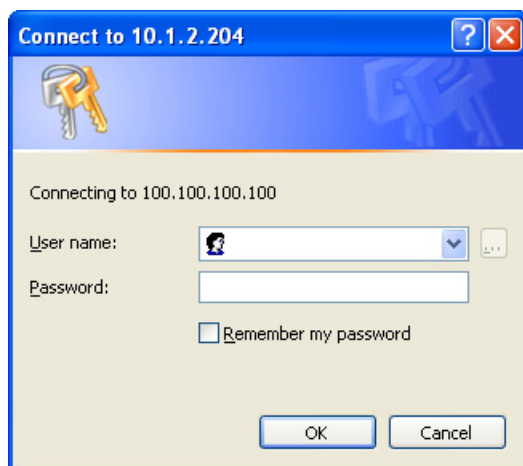 Connect to 10.1.2.204
Connecting to 100.100.100.100
User name:
...
Password:
Remember my password
OK
Cancel